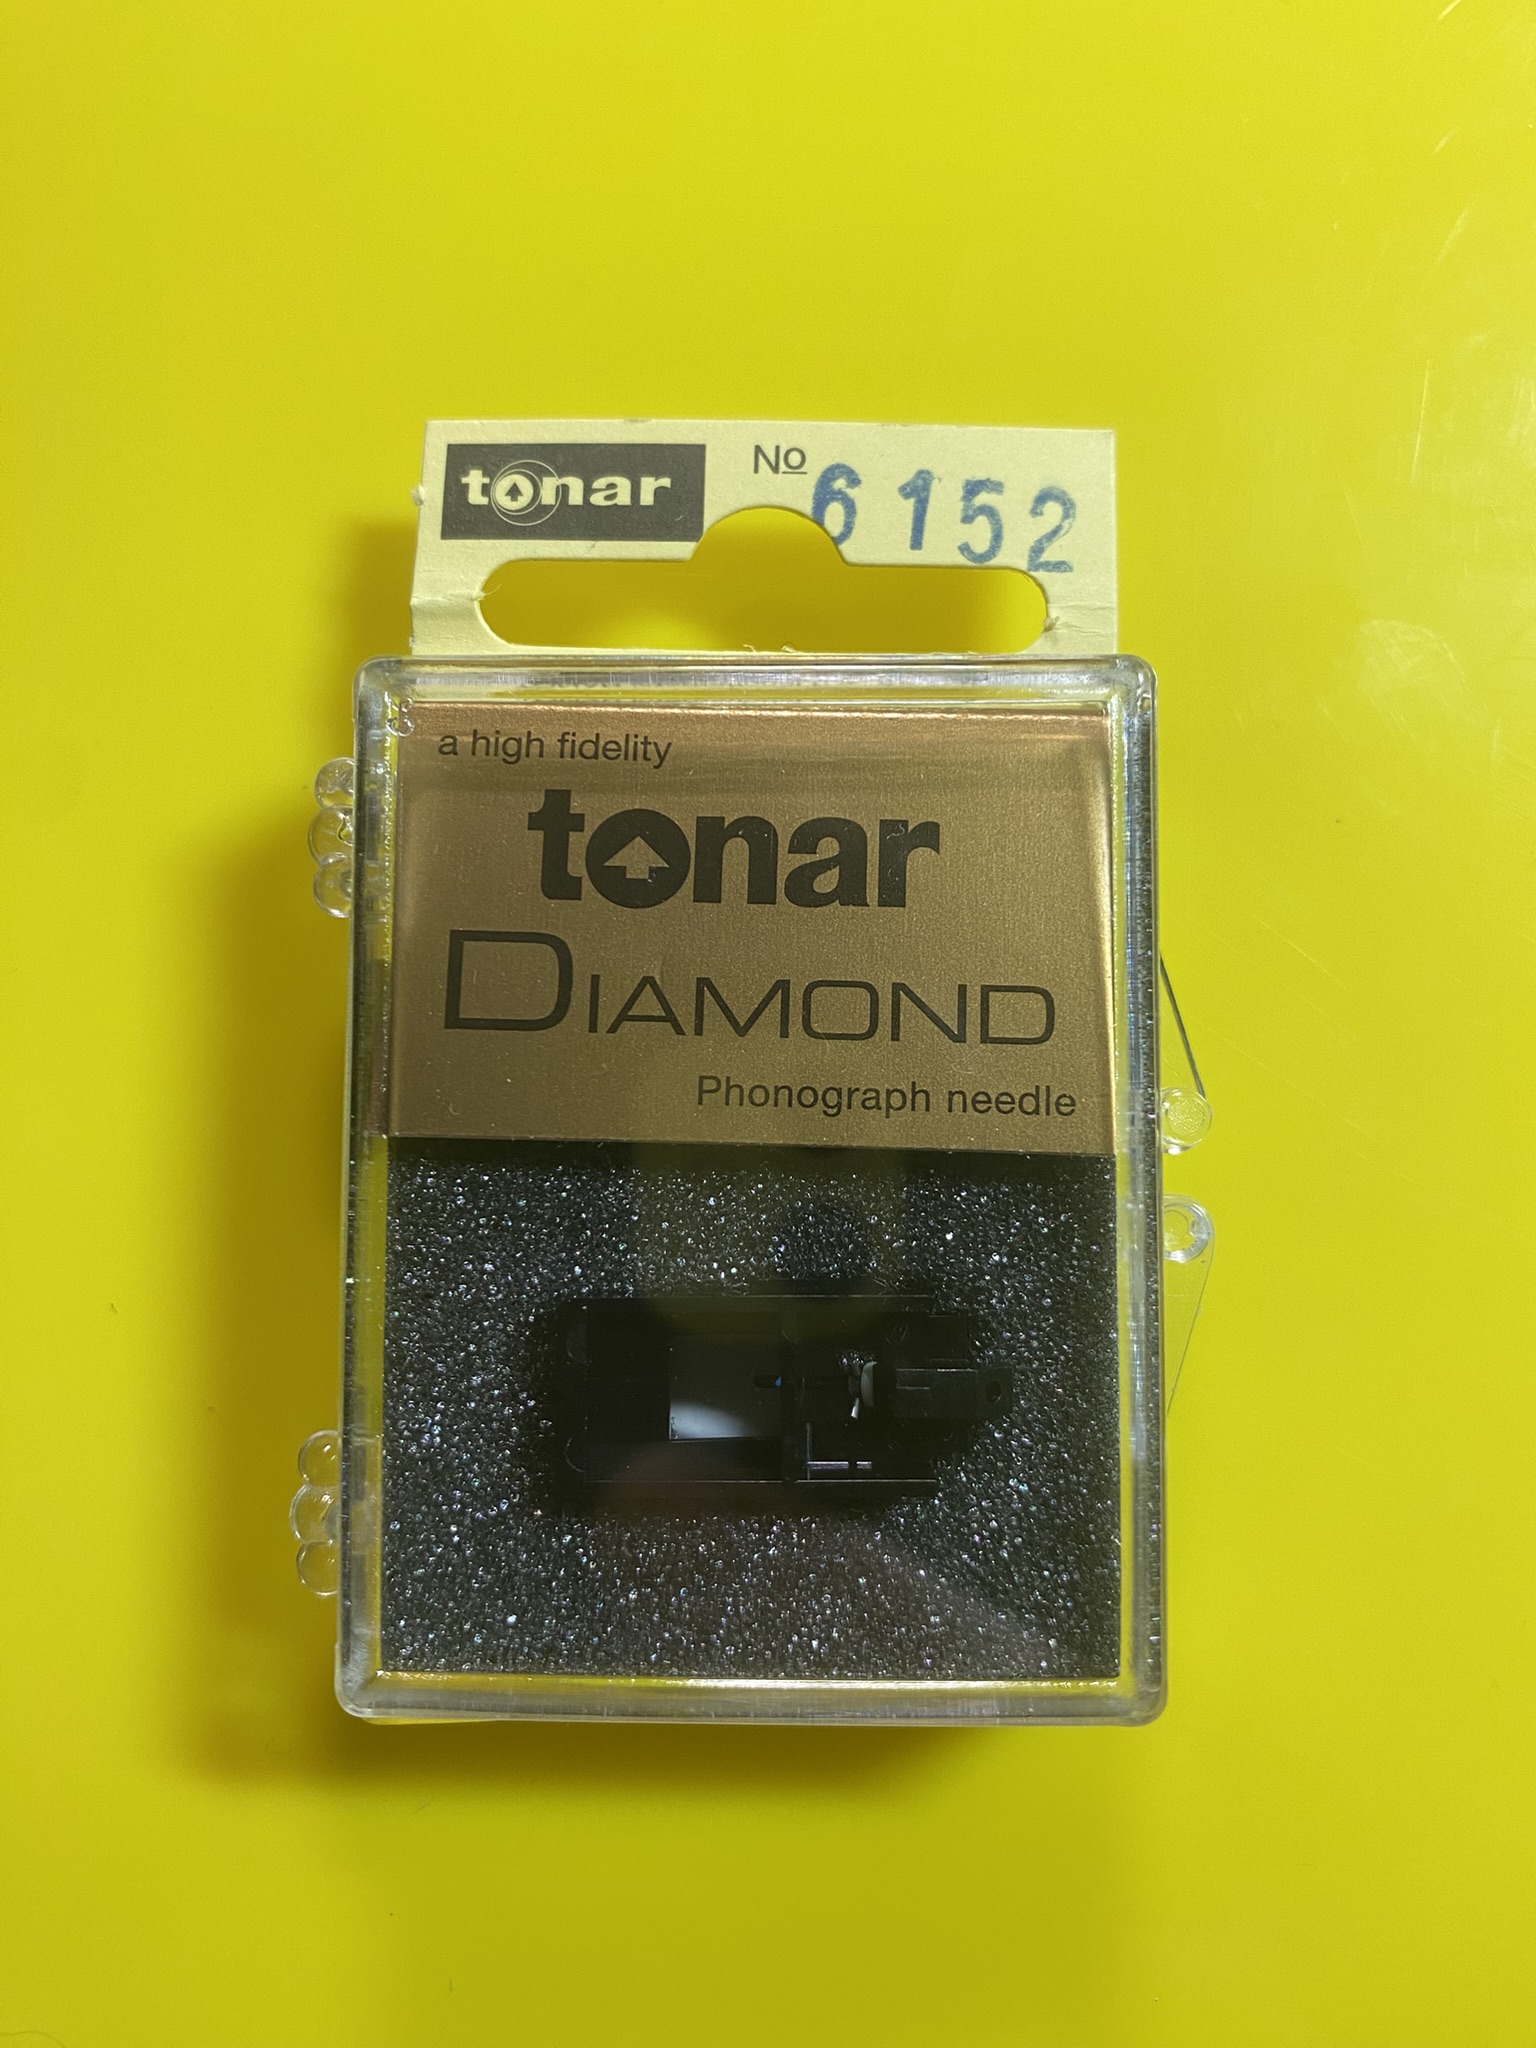 tonar
No 6152
a high fidelity
tonar
DIAMOND
Phonograph needle